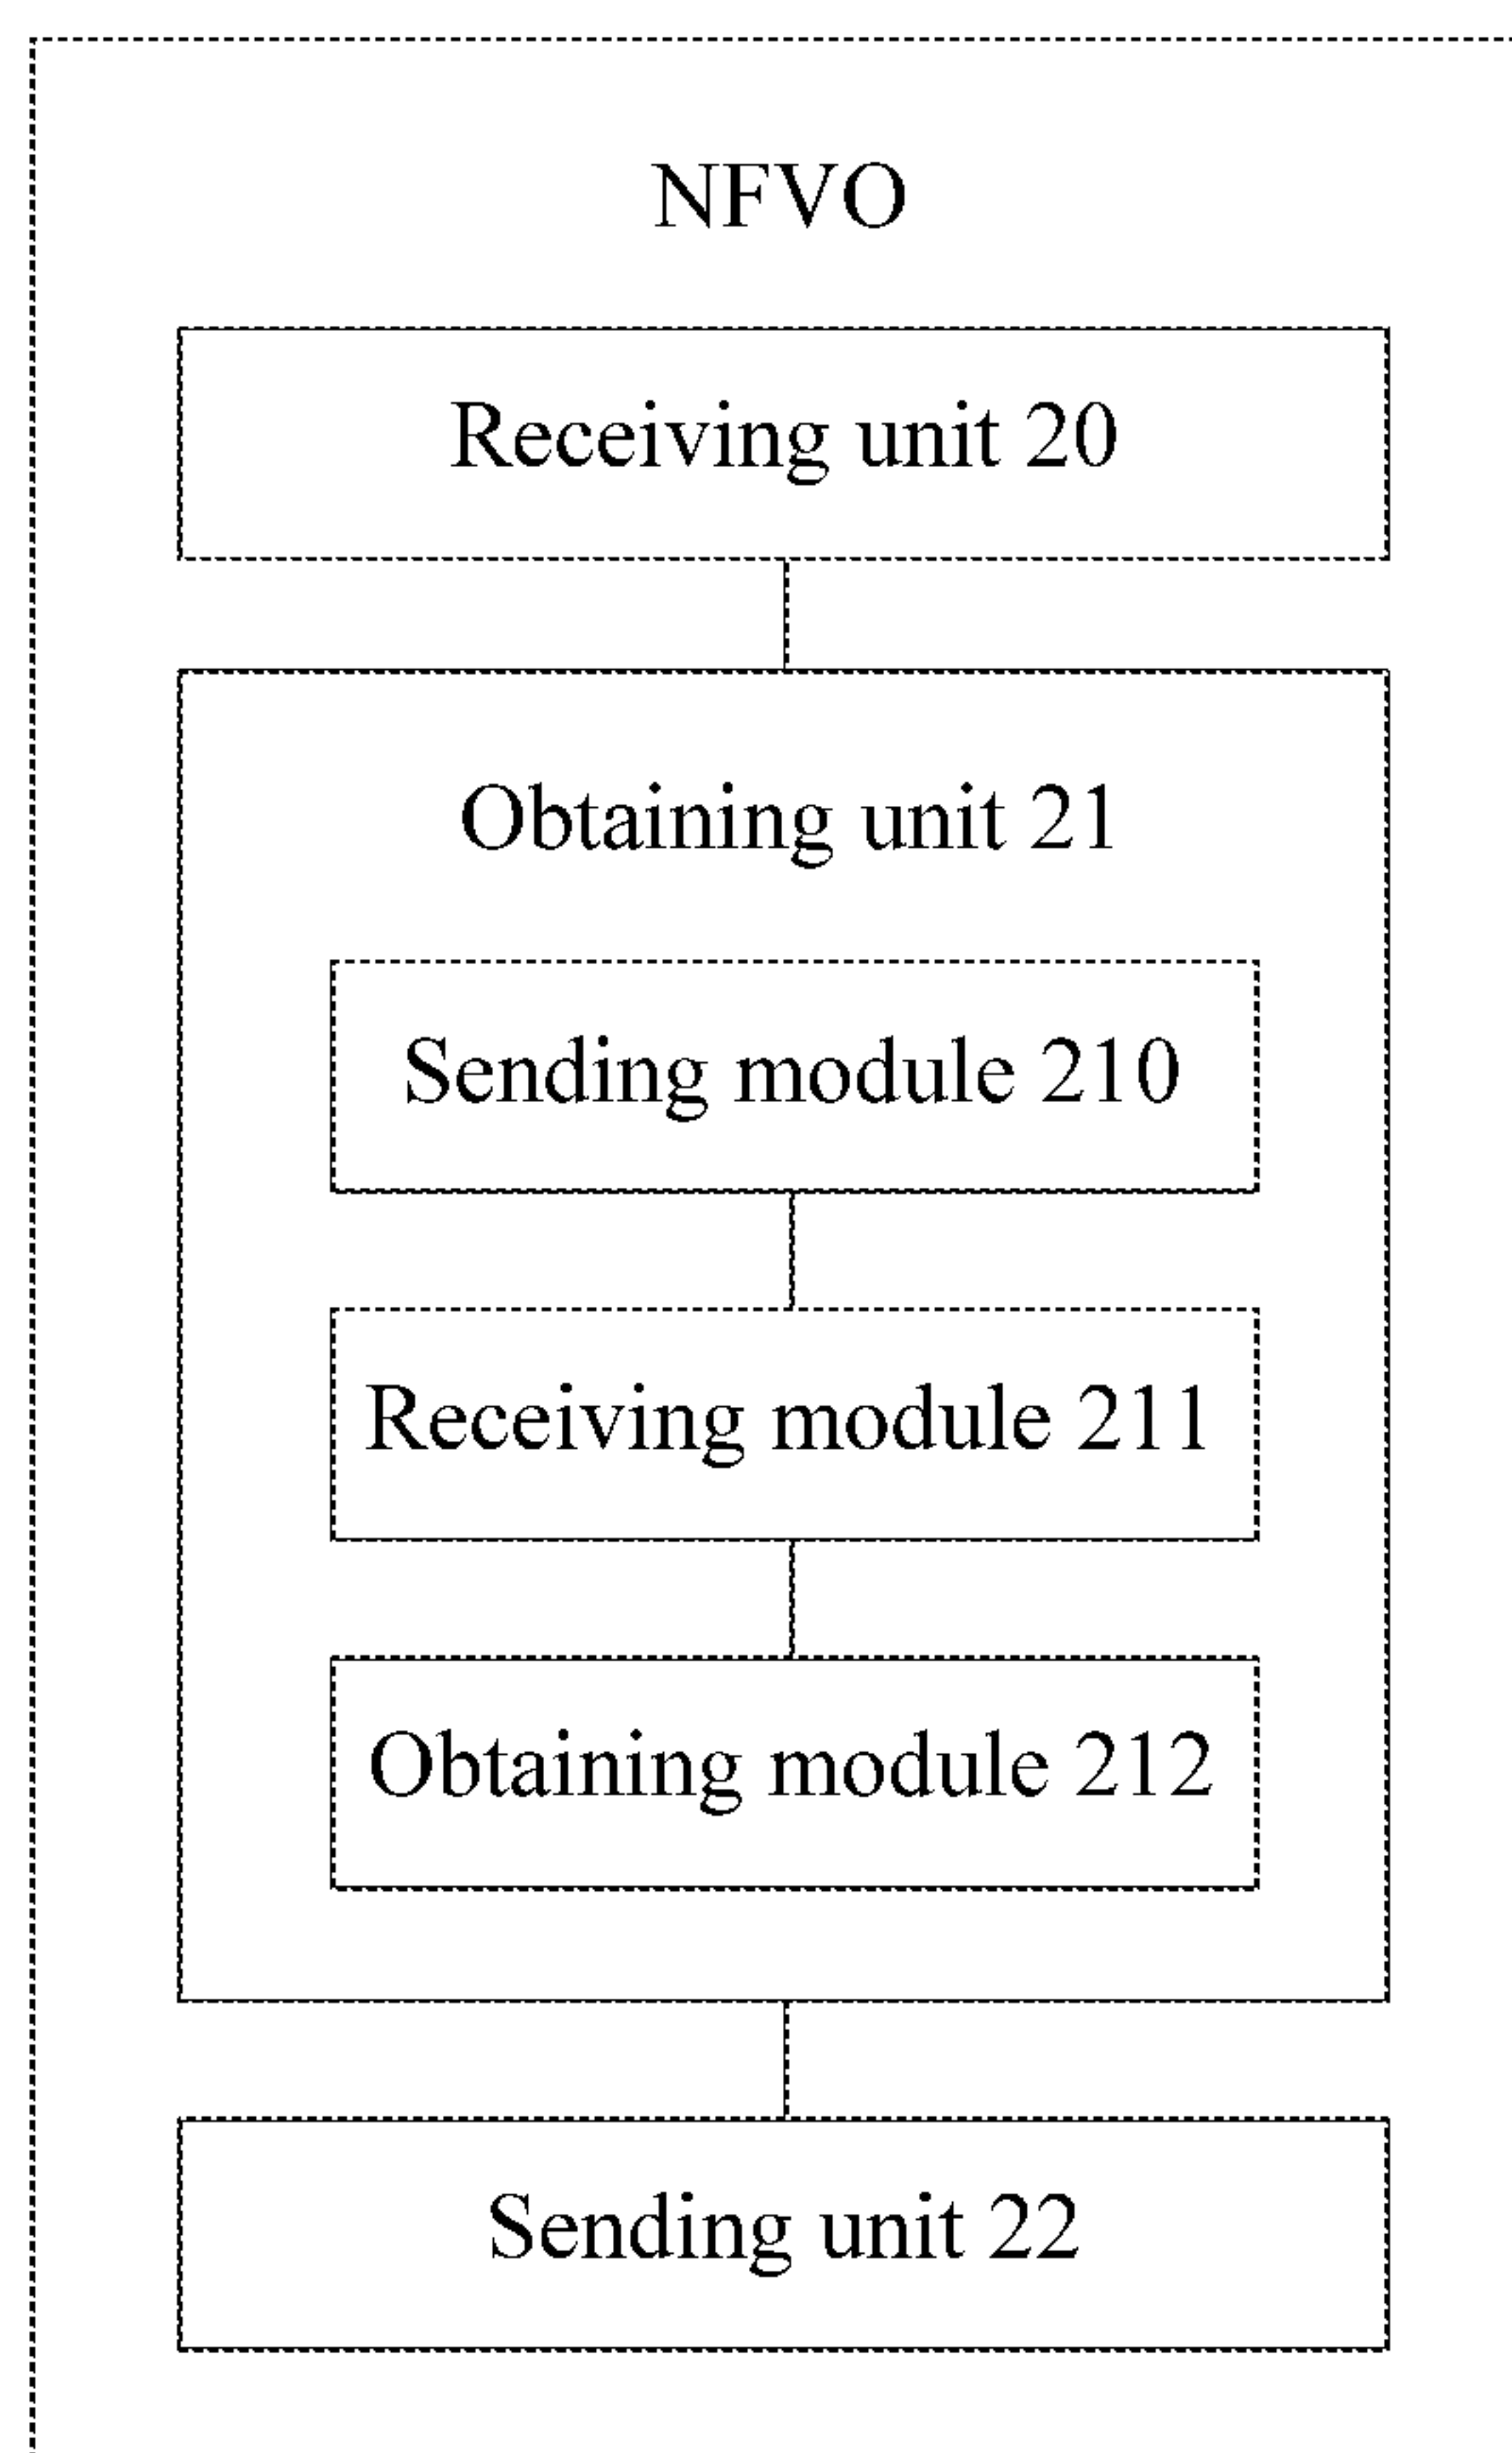 NFVO
Receiving unit 20
Obtaining unit 21
Sending module 210
Receiving module 211
Obtaining module 212
Sending unit 22